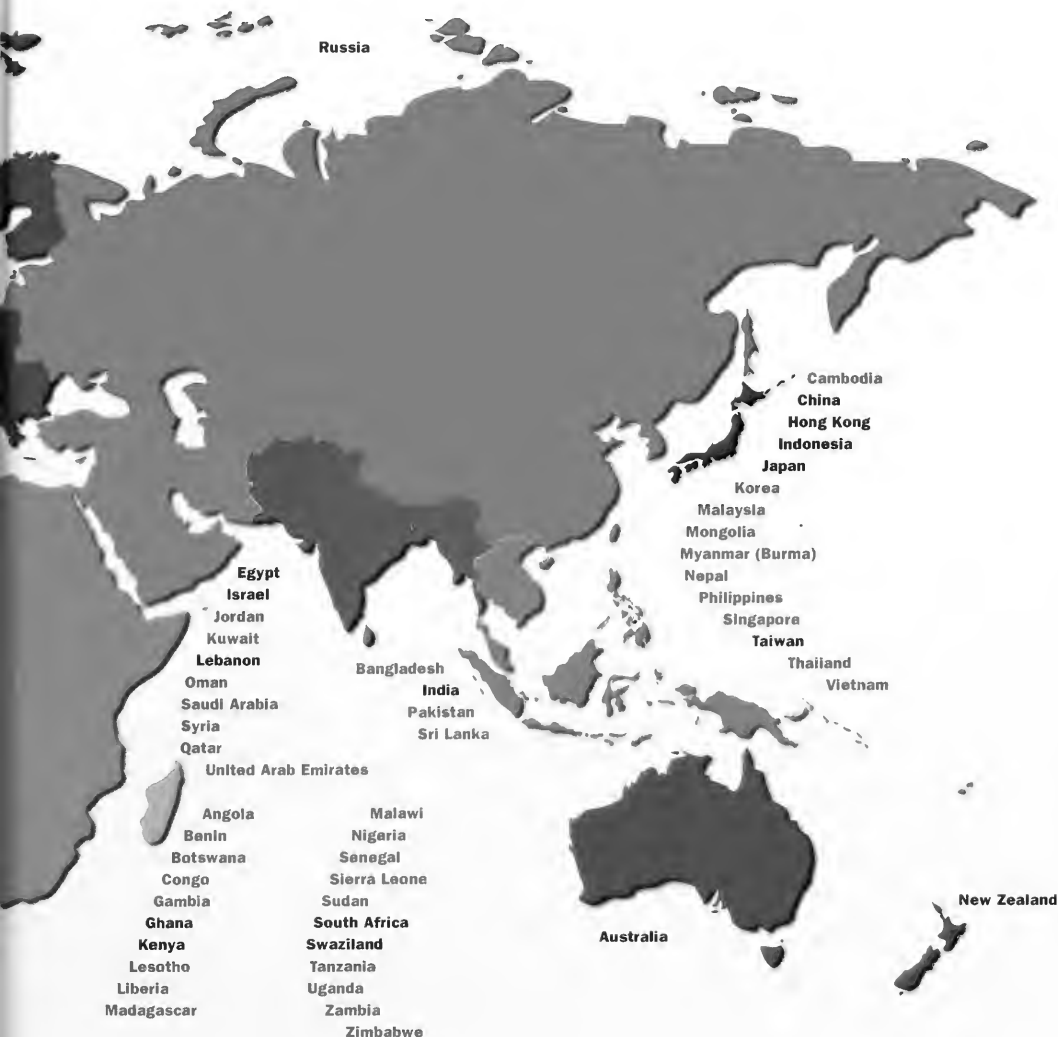 Russia
Cambodia
China
Hong Kong
Indonesia
Japan
Korea
Malaysia
Mongolia
Myanmar (Burma)
Nepal
Philippines
Singapore
Taiwan
Thailand
Vietnam
Egypt
Israel
Jordan
Kuwait
Lebanon
Oman
Saudi Arabia
Syria
Qatar
United Arab Emirates
Bangladesh
India
Pakistan
Sri Lanka
Angola
Benin
Botswana
Congo
Gambia
Ghana
Kenya
Lesotho
Liberia
Madagascar
Malawi
Nigeria
Senegal
Sierra Leone
Sudan
South Africa
Swaziland
Tanzania
Uganda
Zambia
Zimbabwe
Australia
New Zealand